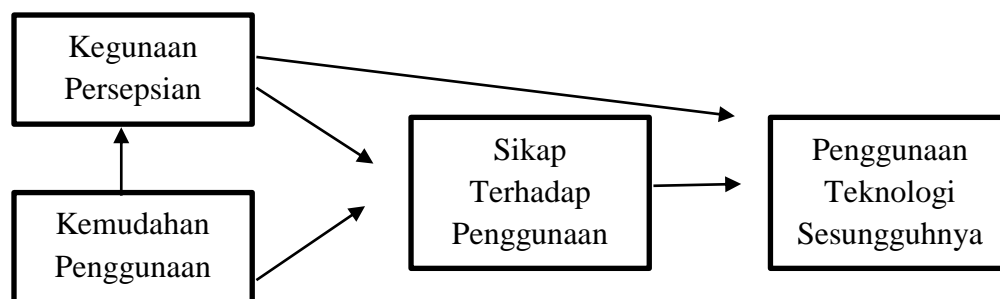 Kegunaan
Persepsian
Sikap
Terhadap
Penggunaan
Penggunaan
Teknologi
Sesungguhnya
Kemudahan
Penggunaan